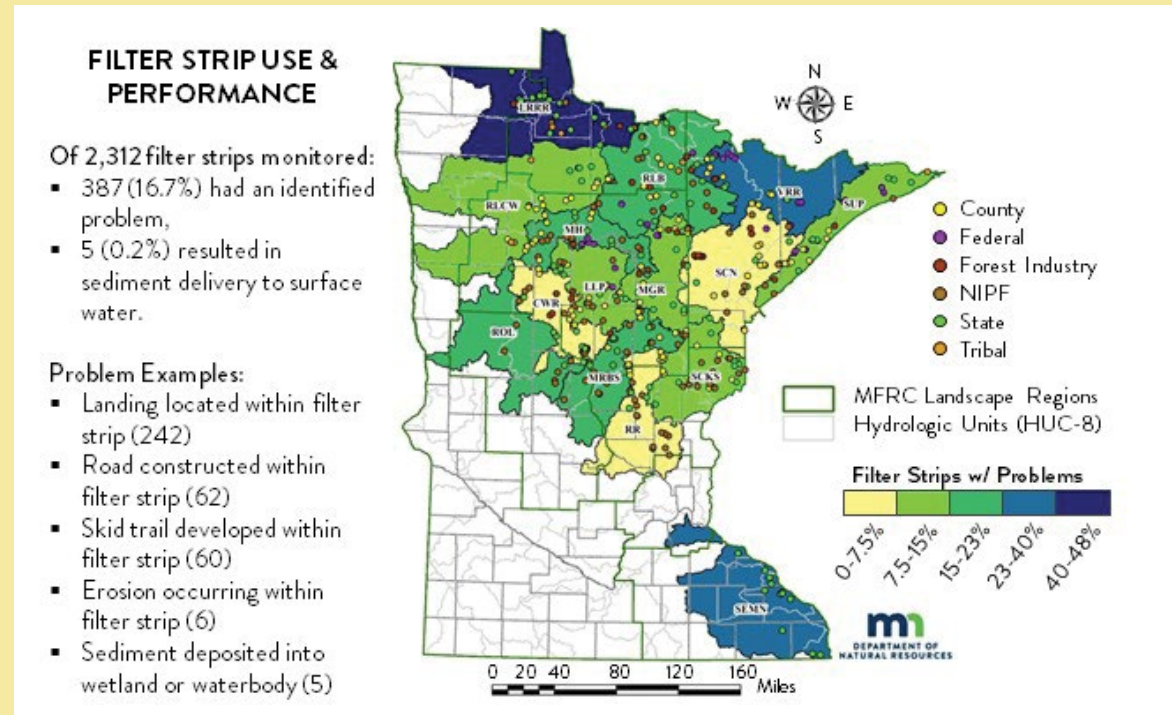 FILTER STRIP USE &
PERFORMANCE
Of 2,312 filter strips monitored:
▪ 387 (16.7%) had an identified
problem,
▪ 5 (0.2%) resulted in
sediment delivery to surface
water.
Problem Examples:
▪ Landing located within filter
strip (242)
▪ Road constructed within
filter strip (62)
▪ Skid trail developed within
filter strip (60)
▪ Erosion occurring within
filter strip (6)
▪ Sediment deposited into
wetland or waterbody (5)
LRRR
RLB
VRR
SUP
RLCW
MH
SCN
LLP
MGR
CWR
ROL
MRBS
SCKS
RR
SEMN
N
W E
S
County
Federal
Forest Industry
NIPF
State
Tribal
MFRC Landscape Regions
Hydrologic Units (HUC-8)
Filter Strips w/ Problems
0-7.5%
7.5-15%
15-23%
23-40%
40-48%
mn
DEPARTMENT OF
NATURAL RESOURCES
0 20 40 80 120 160
Miles